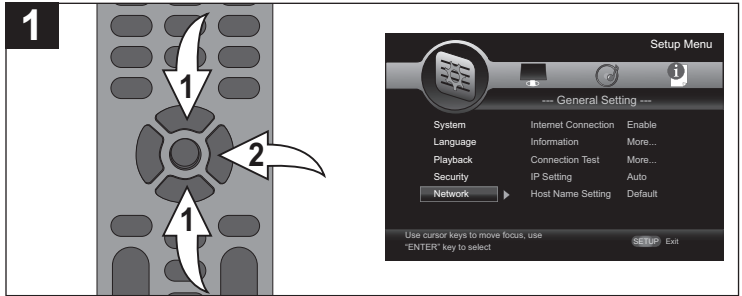 1
1
2
1
Setup Menu
i
--- General Setting ---
System Internet Connection Enable
Language Information More...
Playback Connection Test More...
Security IP Setting Auto
Network Host Name Setting Default
Use cursor keys to move focus, use
“ENTER” key to select
SETUP Exit